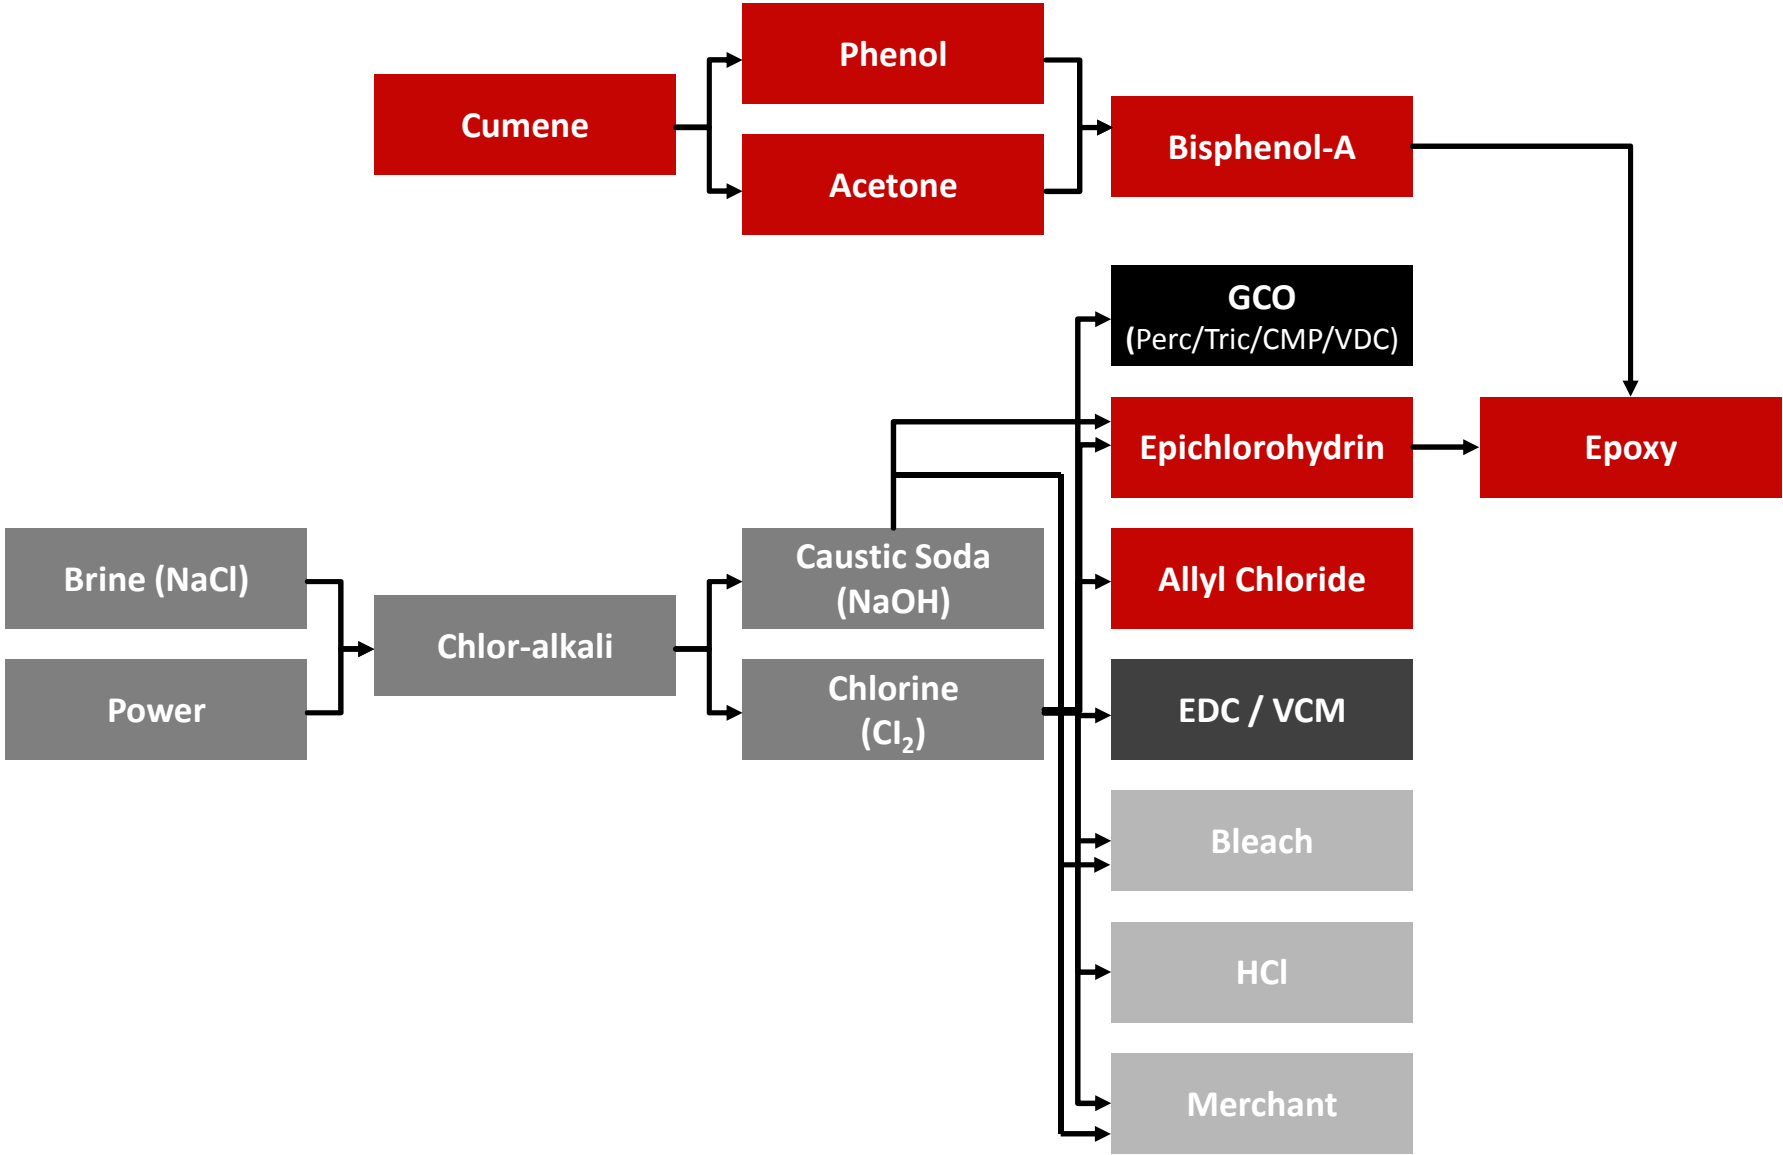 Phenol
Cumene
Acetone
Bisphenol-A
GCO
(Perc/Tric/CMP/VDC)
Epichlorohydrin
Epoxy
Brine (NaCl)
Power
Chlor-alkali
Caustic Soda
(NaOH)
Chlorine
(Cl₂)
Allyl Chloride
EDC / VCM
Bleach
HCl
Merchant